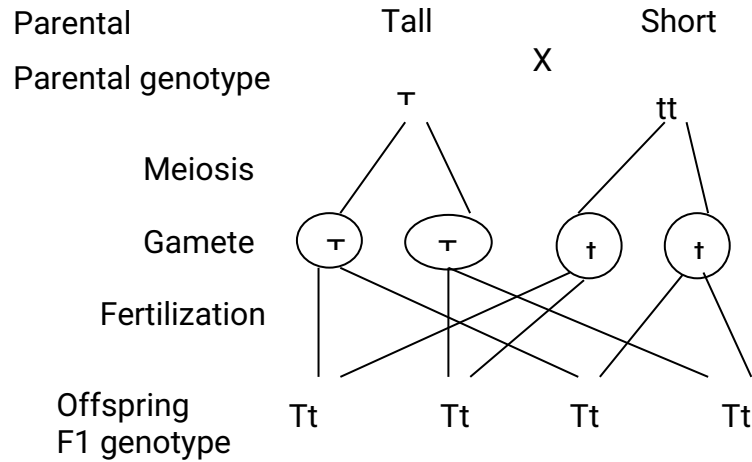 Parental Tall Short
X
Parental genotype T tt
Meiosis
Gamete T T t t
Fertilization
Offspring
F1 genotype Tt Tt Tt Tt